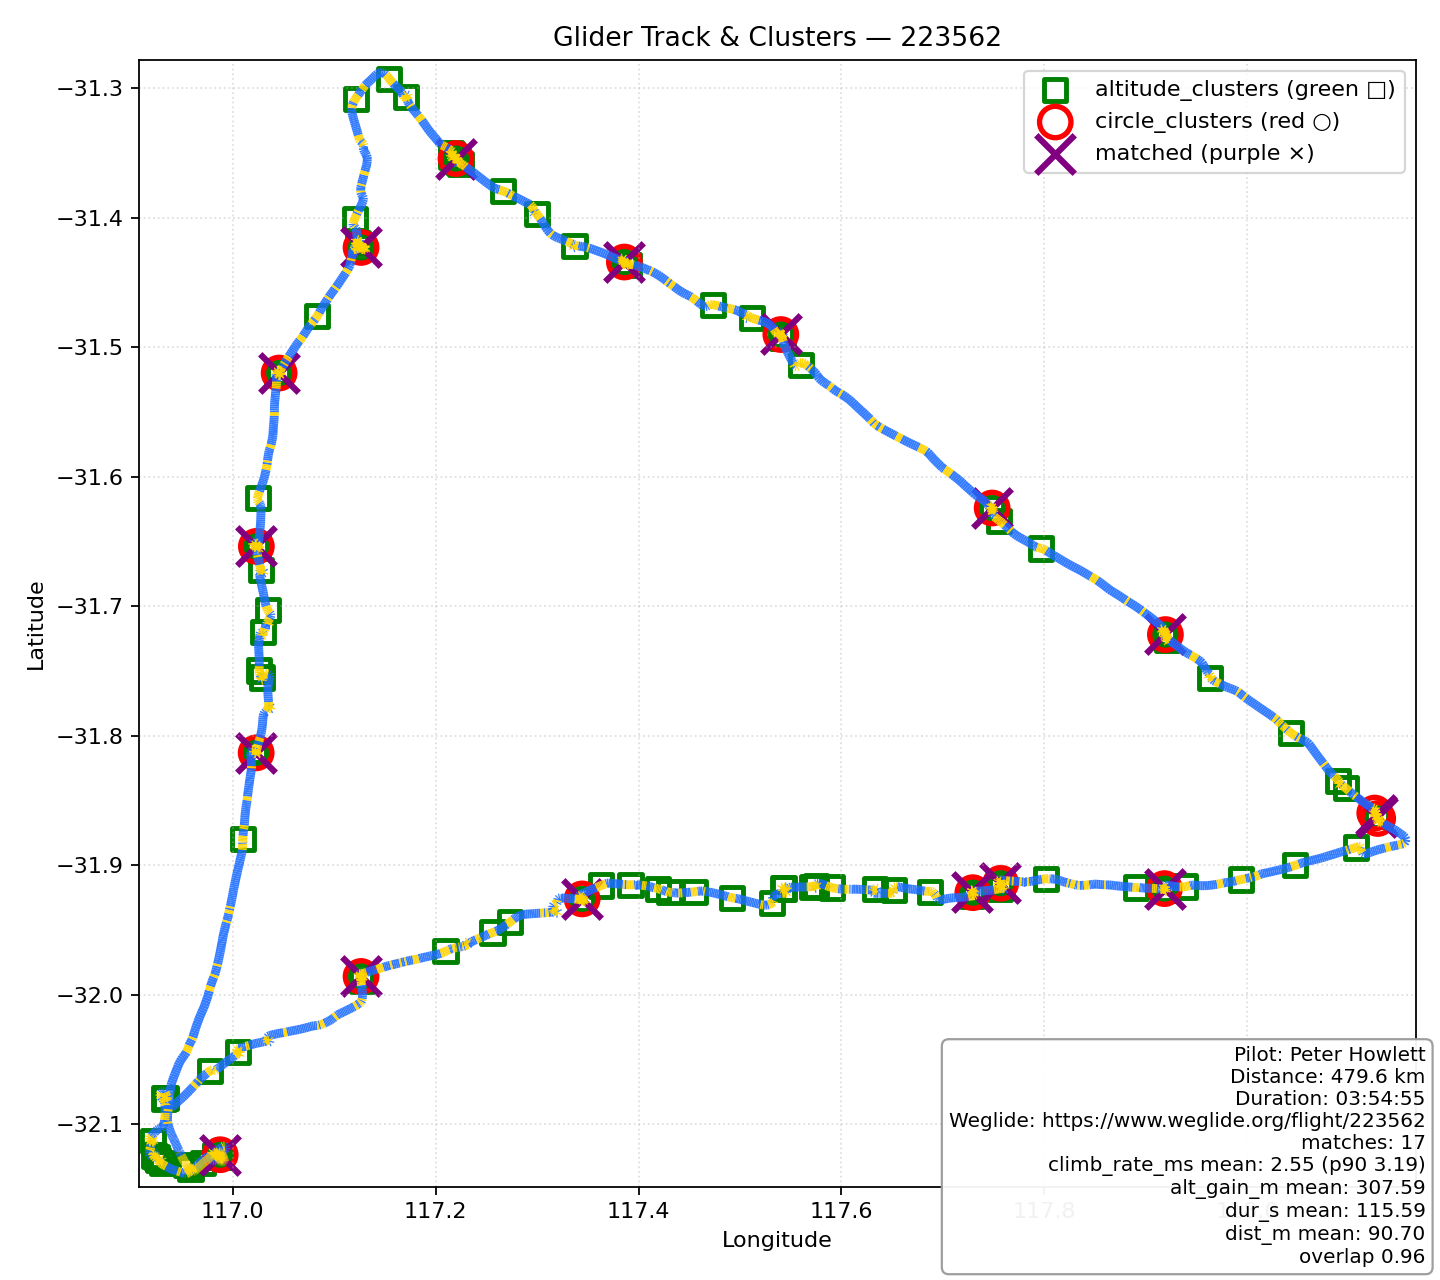 Glider Track & Clusters — 223562
altitude_clusters (green □)
circle_clusters (red ○)
matched (purple ×)
−31.3
−31.4
−31.5
−31.6
−31.7
−31.8
−31.9
−32.0
−32.1
Latitude
117.0
117.2
117.4
117.6
117.8
Longitude
Pilot: Peter Howlett
Distance: 479.6 km
Duration: 03:54:55
Weglide: https://www.weglide.org/flight/223562
matches: 17
climb_rate_ms mean: 2.55 (p90 3.19)
alt_gain_m mean: 307.59
dur_s mean: 115.59
dist_m mean: 90.70
overlap 0.96